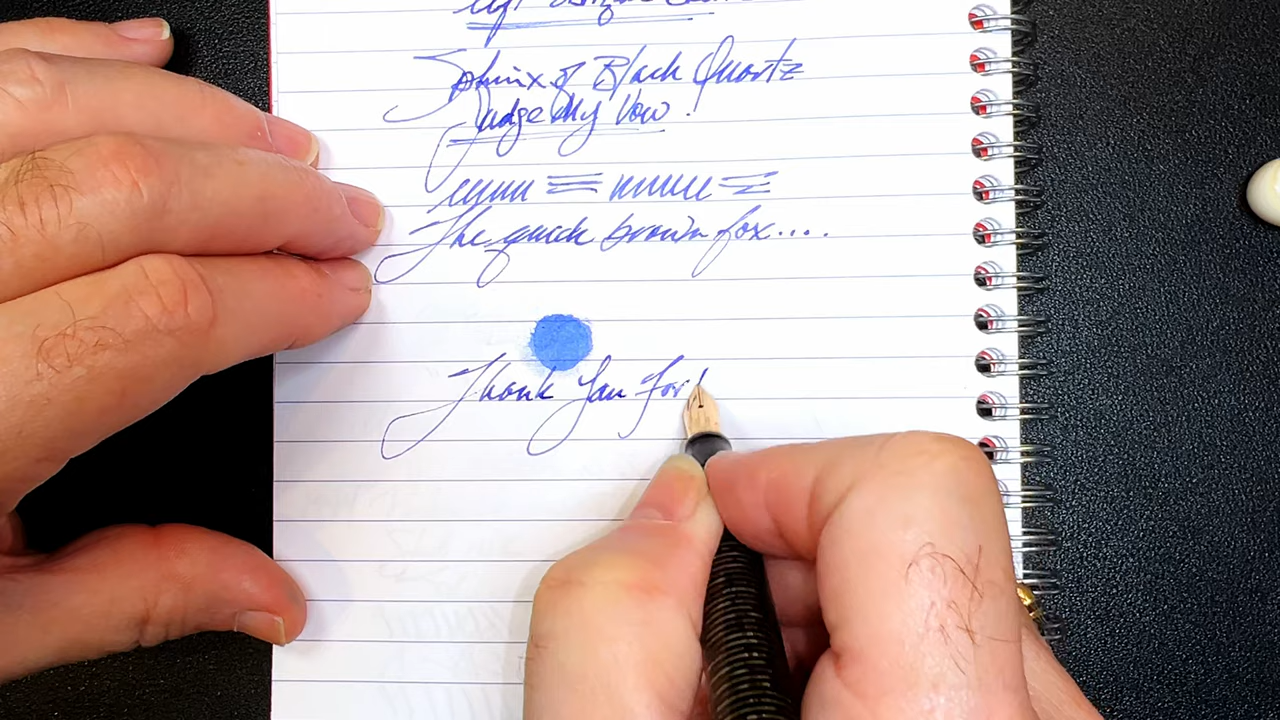 Sphinx of Black Quartz
Judge My Vow !
The quick brown fox....
Thank You For